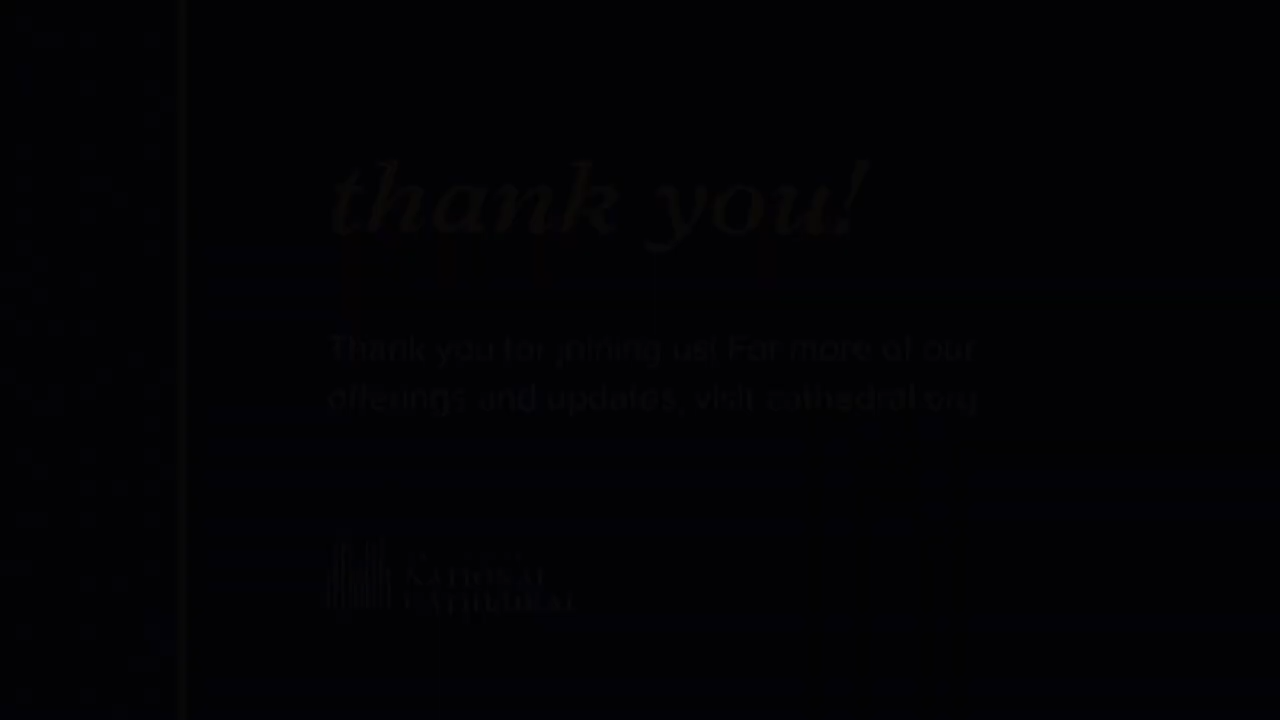 thank you!
Thank you for joining us! For more of our
offerings and updates, visit cathedral.org